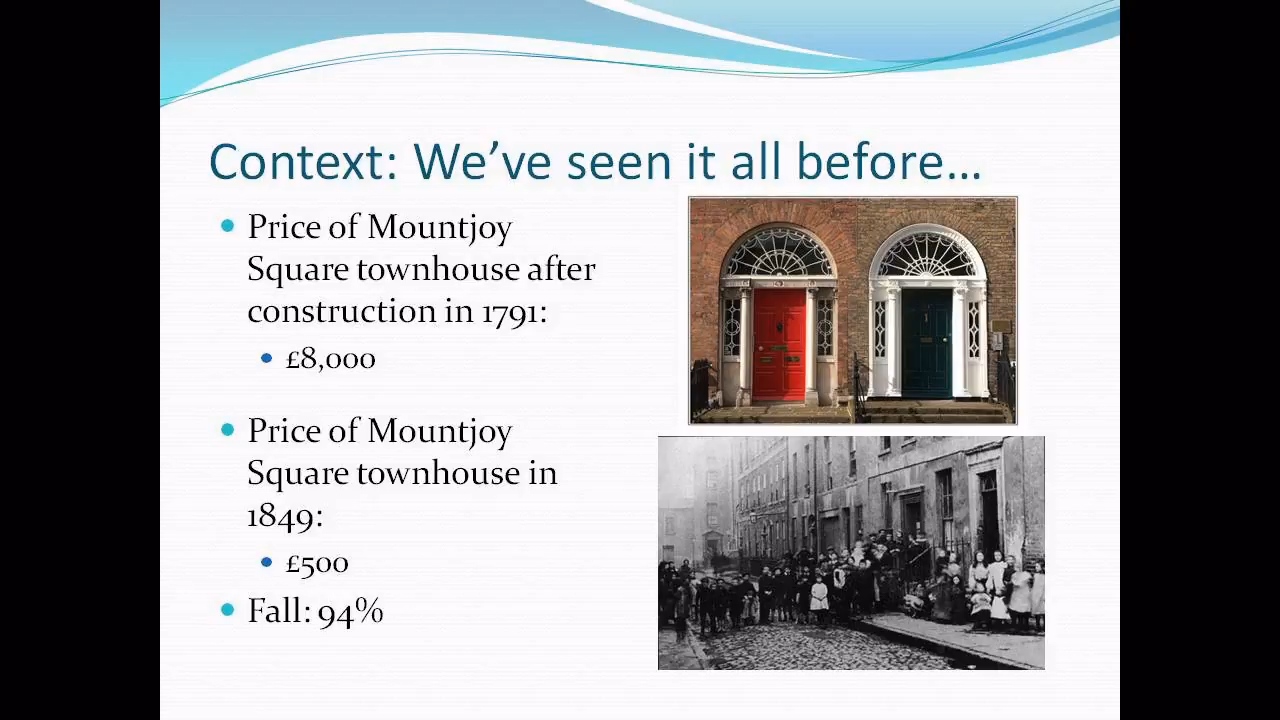 Context: We’ve seen it all before…
Price of Mountjoy
Square townhouse after
construction in 1791:
£8,000
Price of Mountjoy
Square townhouse in
1849:
£500
Fall: 94%